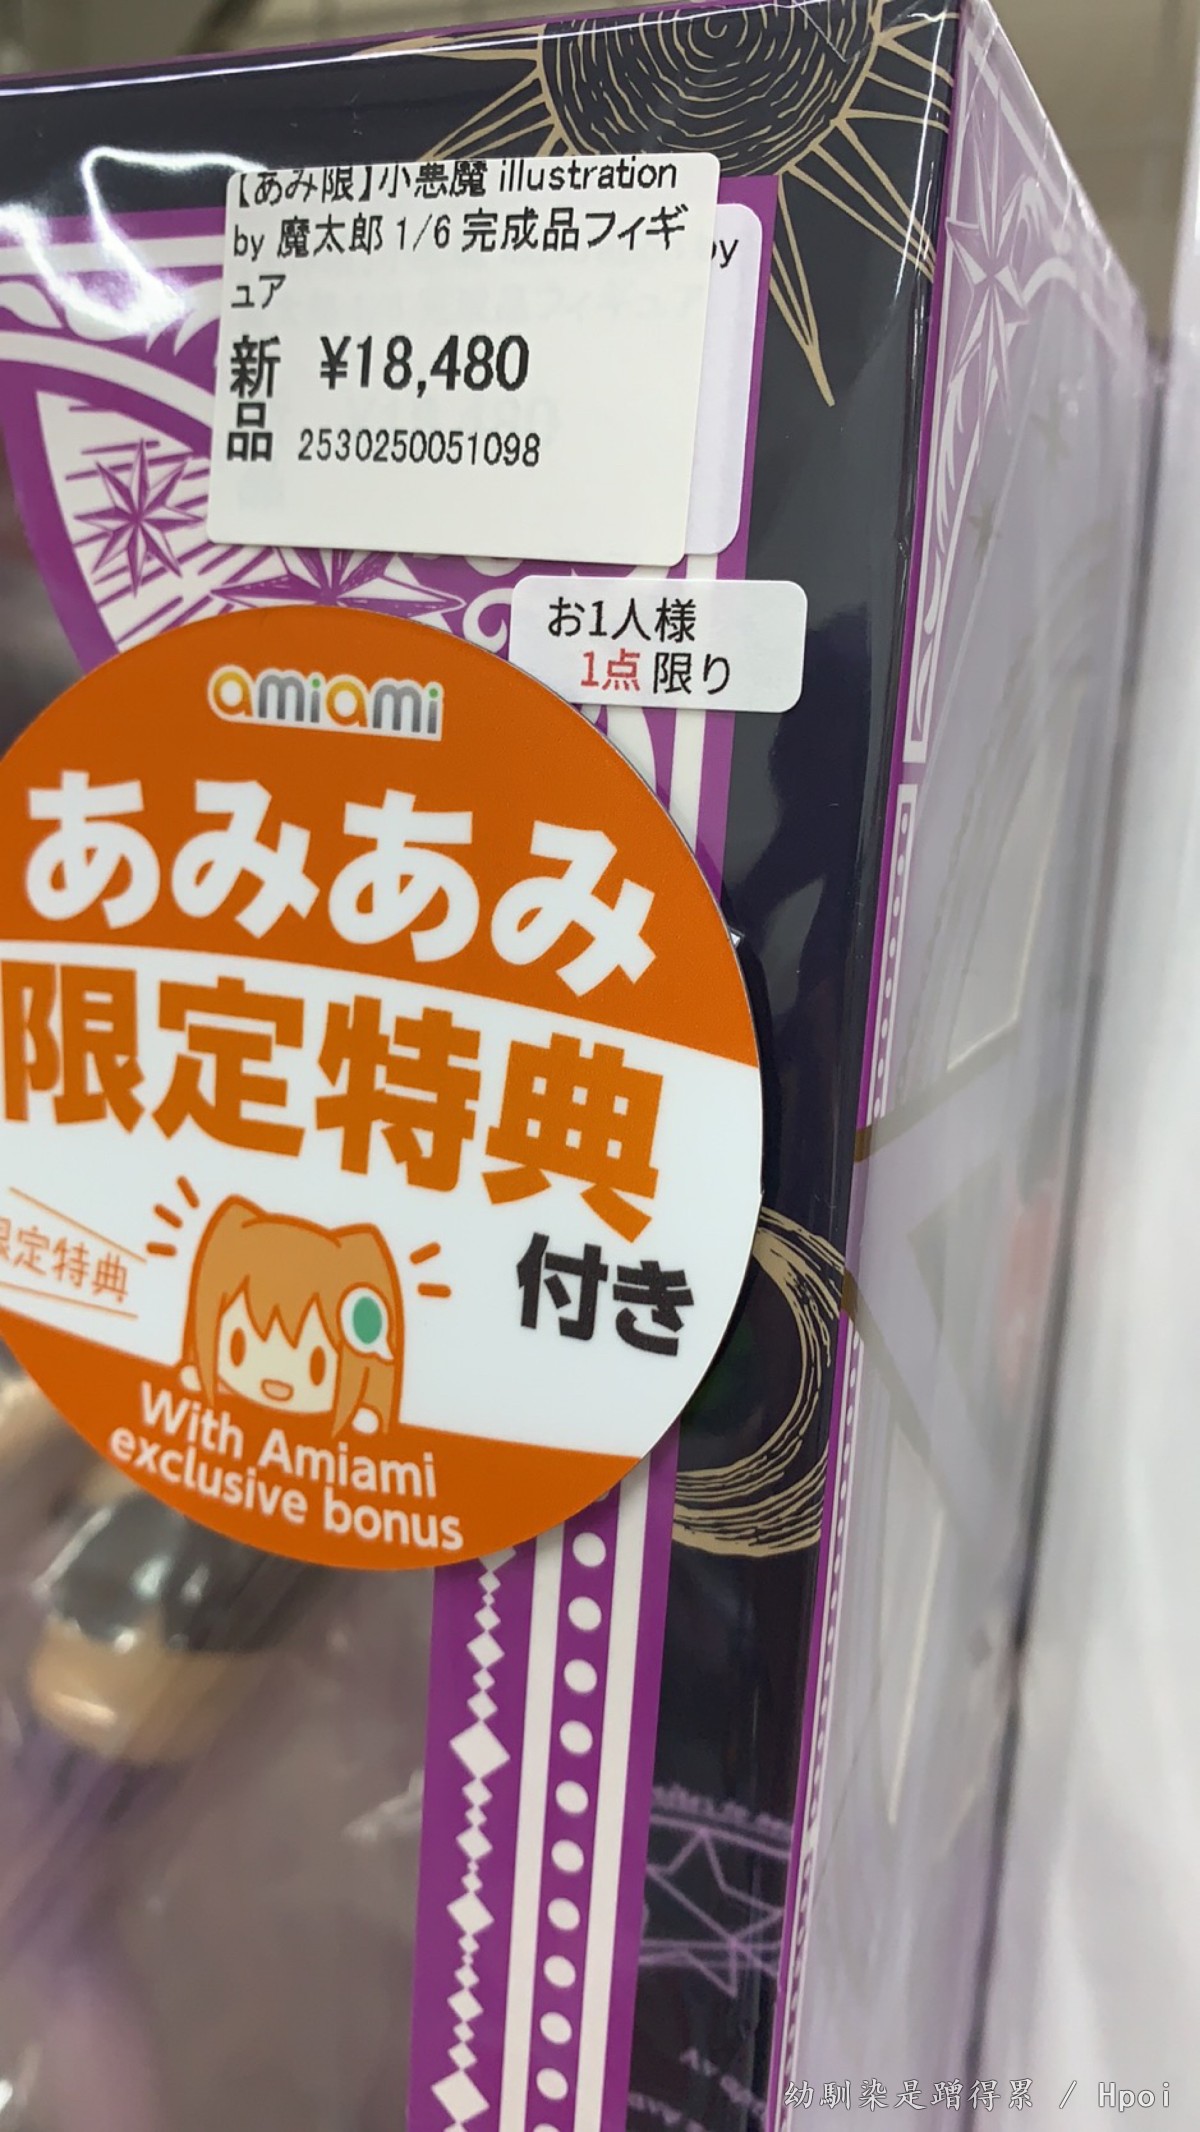 【あみ限】小悪魔 illustration
by 魔太郎 1/6 完成品フィギ
ュア
新品 ¥18,480
2530250051098
by
お1人様
1点限り
amiami
あみあみ
限定特典
付き
限定特典
With Amiami
exclusive bonus
幼馴染是蹭得累 / Hpoi